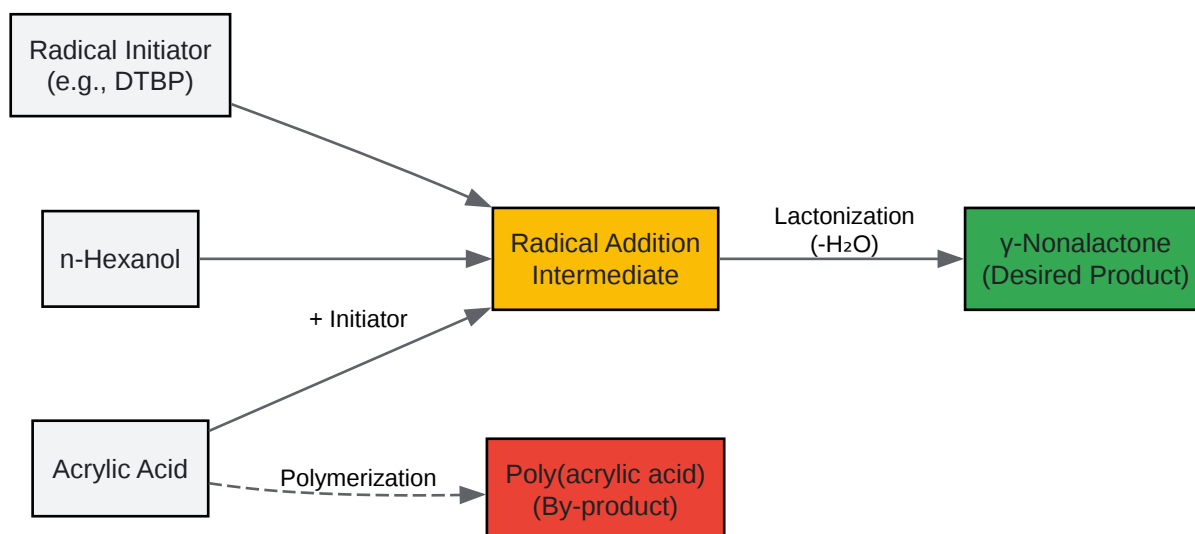 Radical Initiator
(e.g., DTBP)
n-Hexanol
+ Initiator
Acrylic Acid
Polymerization
Radical Addition
Intermediate
Poly(acrylic acid)
(By-product)
Lactonization
(-H₂O)
γ-Nonalactone
(Desired Product)